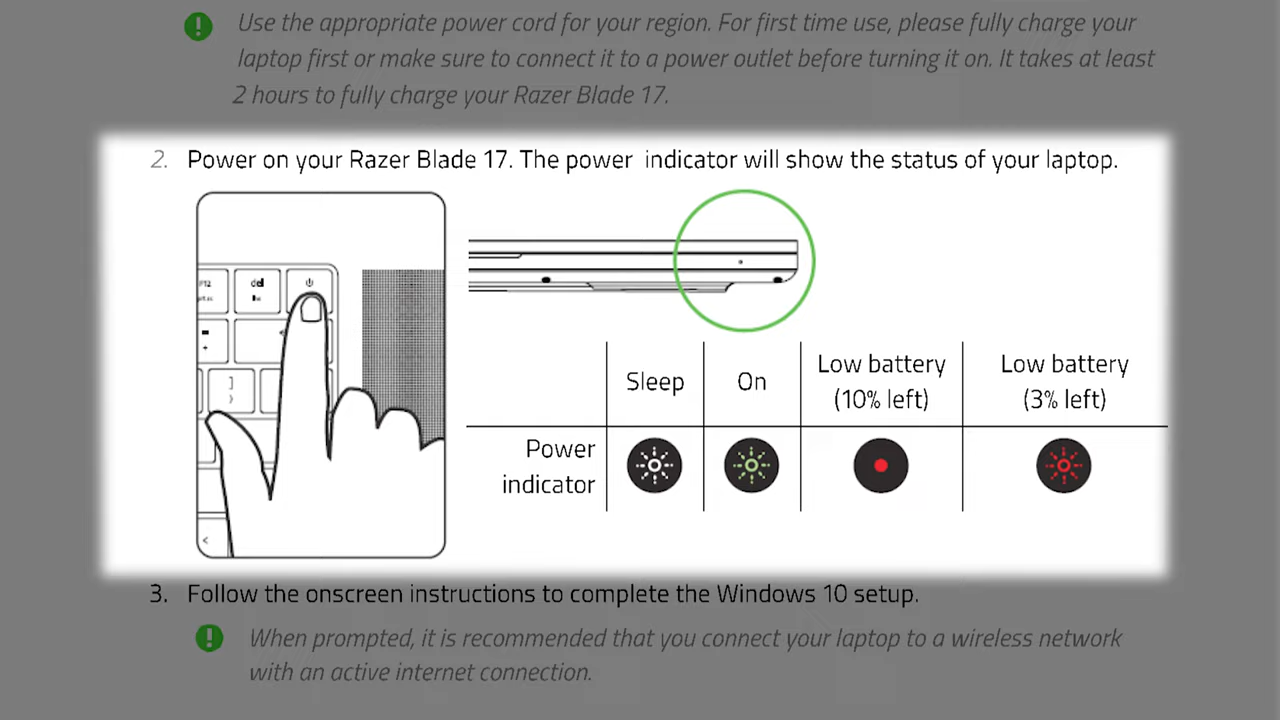 Use the appropriate power cord for your region. For first time use, please fully charge your
laptop first or make sure to connect it to a power outlet before turning it on. It takes at least
2 hours to fully charge your Razer Blade 17.
2. Power on your Razer Blade 17. The power indicator will show the status of your laptop.
F12
del
Sleep
On
Low battery
(10% left)
Low battery
(3% left)
Power
indicator
3. Follow the onscreen instructions to complete the Windows 10 setup.
When prompted, it is recommended that you connect your laptop to a wireless network
with an active internet connection.